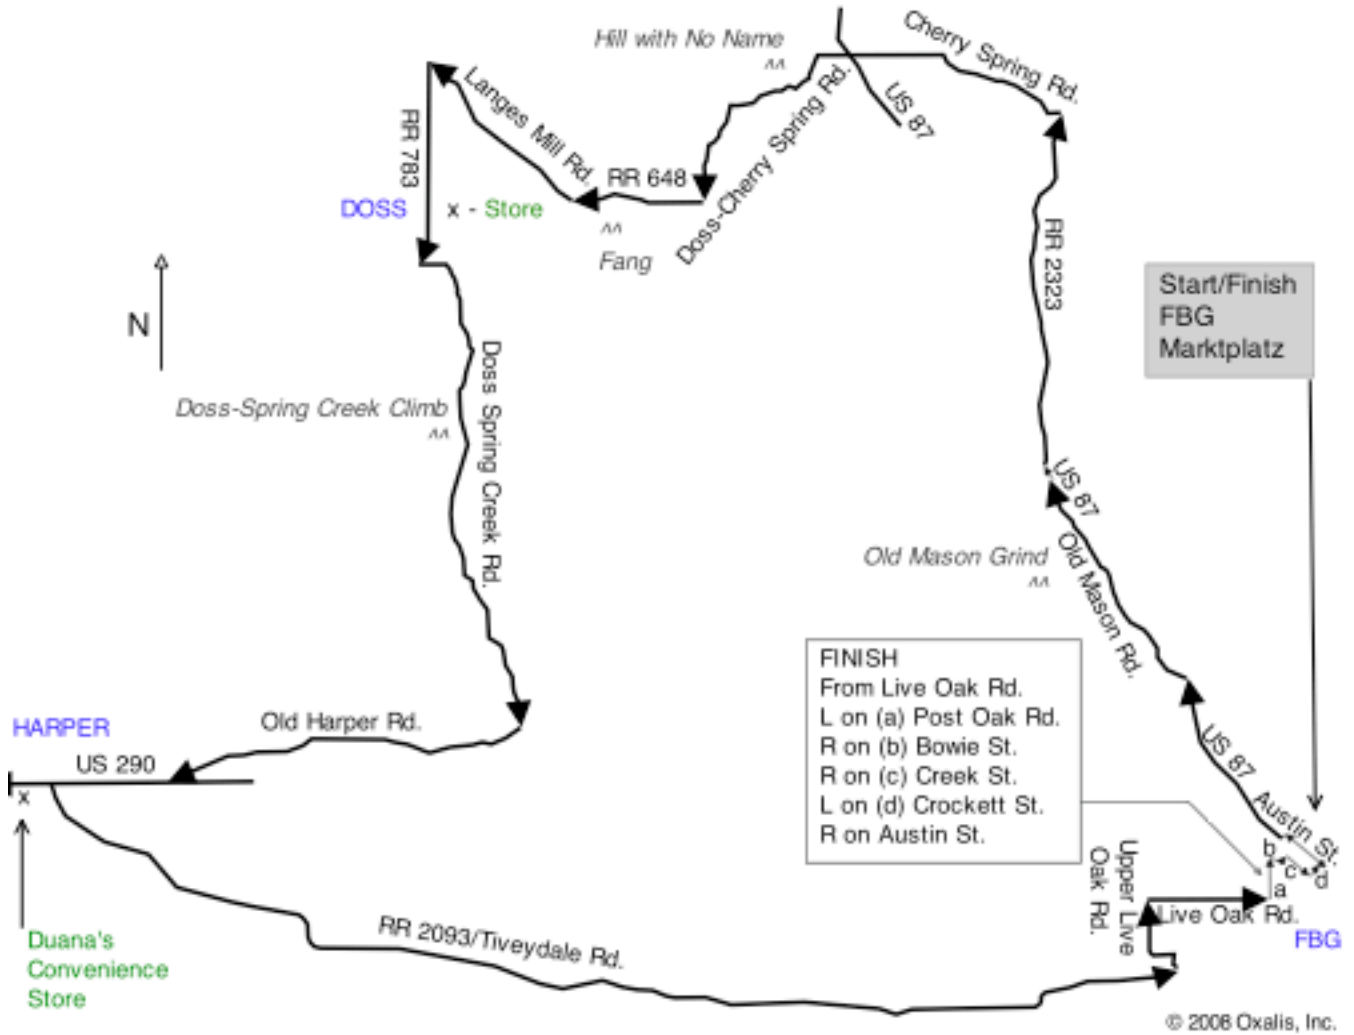 Hill with No Name
^^
Cherry Spring Rd.
US 87
Doss-Cherry Spring Rd.
Langes Mill Rd.
RR 783
RR 648
DOSS
x - Store
^^
Fang
RR 2323
N
Start/Finish
FBG
Marktplatz
Doss Spring Creek Rd.
Doss-Spring Creek Climb
^^
US 87
Old Mason Grind
^^
Old Mason Rd.
FINISH
From Live Oak Rd.
L on (a) Post Oak Rd.
R on (b) Bowie St.
R on (c) Creek St.
L on (d) Crockett St.
R on Austin St.
HARPER
Old Harper Rd.
US 290
x
US 87
Austin St.
b
c
d
a
Upper Live
Oak Rd.
Live Oak Rd.
FBG
RR 2093/Tiveydale Rd.
Duana's
Convenience
Store
© 2006 Oxalis, Inc.